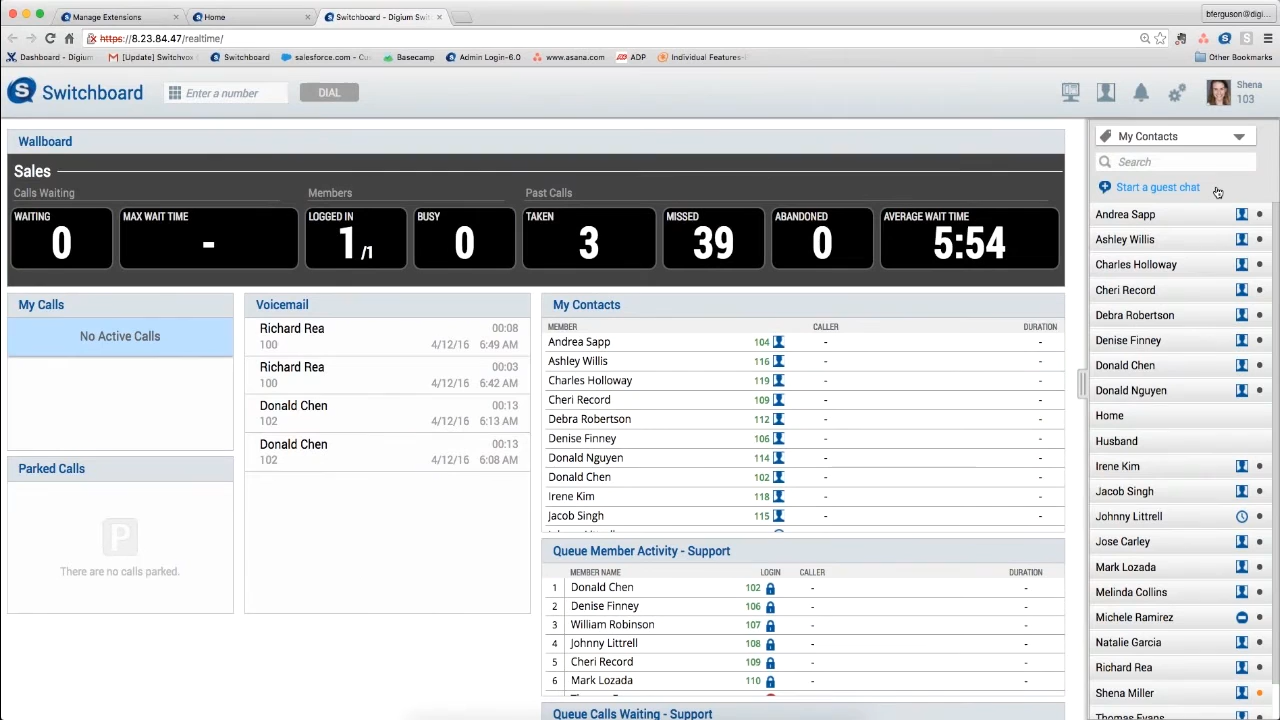 Manage Extensions
Home
Switchboard - Digium Swit
bferguson@digi...
https://8.23.84.47/realtime/
Dashboard - Digium
[Update] Switchvox
Switchboard
salesforce.com - Cu
Basecamp
Admin Login-6.0
www.asana.com
ADP
Individual Features-
Other Bookmarks
Switchboard
Enter a number
DIAL
Shena
103
Wallboard
Sales
Calls Waiting
Members
Past Calls
WAITING
0
MAX WAIT TIME
-
LOGGED IN
1 /1
BUSY
0
TAKEN
3
MISSED
39
ABANDONED
0
AVERAGE WAIT TIME
5:54
My Calls
No Active Calls
Parked Calls
P
There are no calls parked.
Voicemail
Richard Rea 00:08
100 4/12/16 6:49 AM
Richard Rea 00:03
100 4/12/16 6:42 AM
Donald Chen 00:13
102 4/12/16 6:13 AM
Donald Chen 00:13
102 4/12/16 6:08 AM
My Contacts
MEMBER CALLER DURATION
Andrea Sapp 104 - -
Ashley Willis 116 - -
Charles Holloway 119 - -
Cheri Record 109 - -
Debra Robertson 112 - -
Denise Finney 106 - -
Donald Nguyen 114 - -
Donald Chen 102 - -
Irene Kim 118 - -
Jacob Singh 115 - -
Queue Member Activity - Support
MEMBER NAME LOGIN CALLER DURATION
1 Donald Chen 102 - -
2 Denise Finney 106 - -
3 William Robinson 107 - -
4 Johnny Littrell 108 - -
5 Cheri Record 109 - -
6 Mark Lozada 110 - -
Queue Calls Waiting - Support
My Contacts
Search
Start a guest chat
Andrea Sapp
Ashley Willis
Charles Holloway
Cheri Record
Debra Robertson
Denise Finney
Donald Chen
Donald Nguyen
Home
Husband
Irene Kim
Jacob Singh
Johnny Littrell
Jose Carley
Mark Lozada
Melinda Collins
Michele Ramirez
Natalie Garcia
Richard Rea
Shena Miller
Thomas Evans